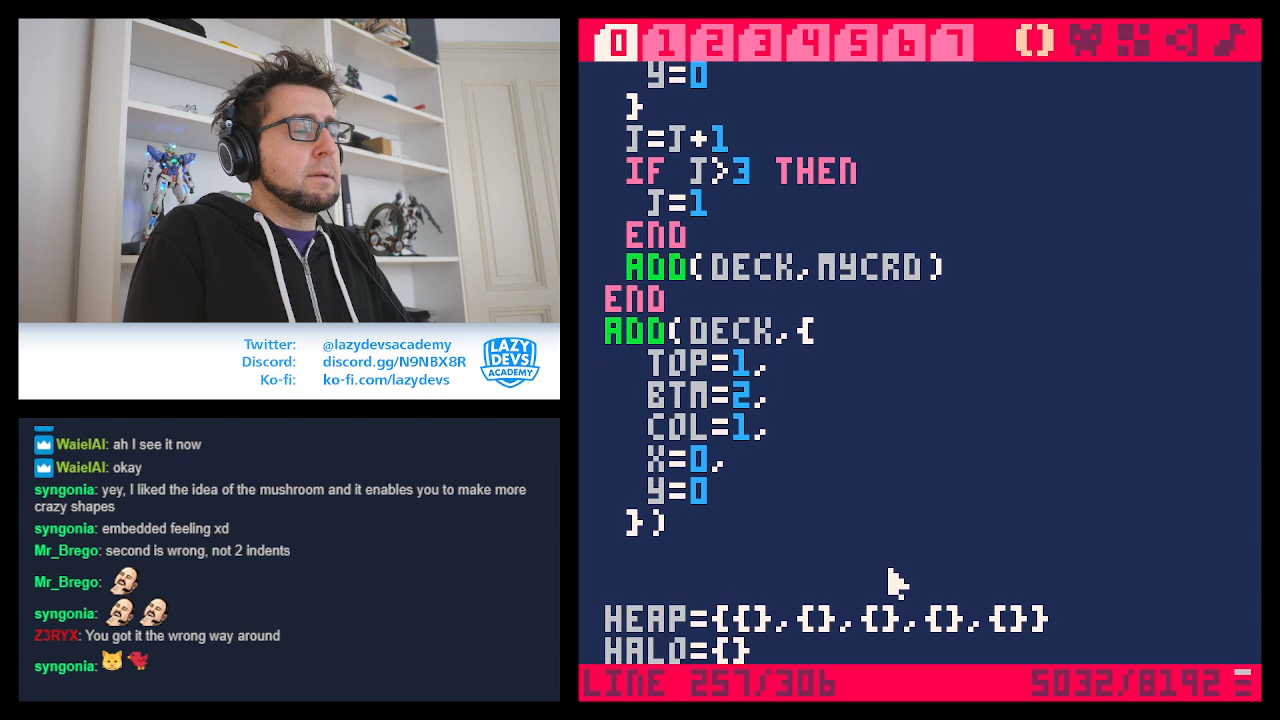 Twitter: @lazydevsacademy
Discord: discord.gg/N9NBX8R
Ko-fi: ko-fi.com/lazydevs
LAZY
DEVS
ACADEMY
WaielAI: ah I see it now
WaielAI: okay
syngonia: yey, I liked the idea of the mushroom and it enables you to make more
crazy shapes
syngonia: embedded feeling xd
Mr_Brego: second is wrong, not 2 indents
Mr_Brego:
syngonia:
Z3RYX: You got it the wrong way around
syngonia:
0 1 2 3 4 5 6 7 ()
Y=0
}
J=J+1
IF J>3 THEN
J=1
END
ADD(DECK,MYCRD)
END
ADD(DECK,{
TOP=1,
BTM=2,
COL=1,
X=0,
Y=0
})
HEAP={{},{},{},{},{}}
HALO={}
LINE 257/306 5032/8192